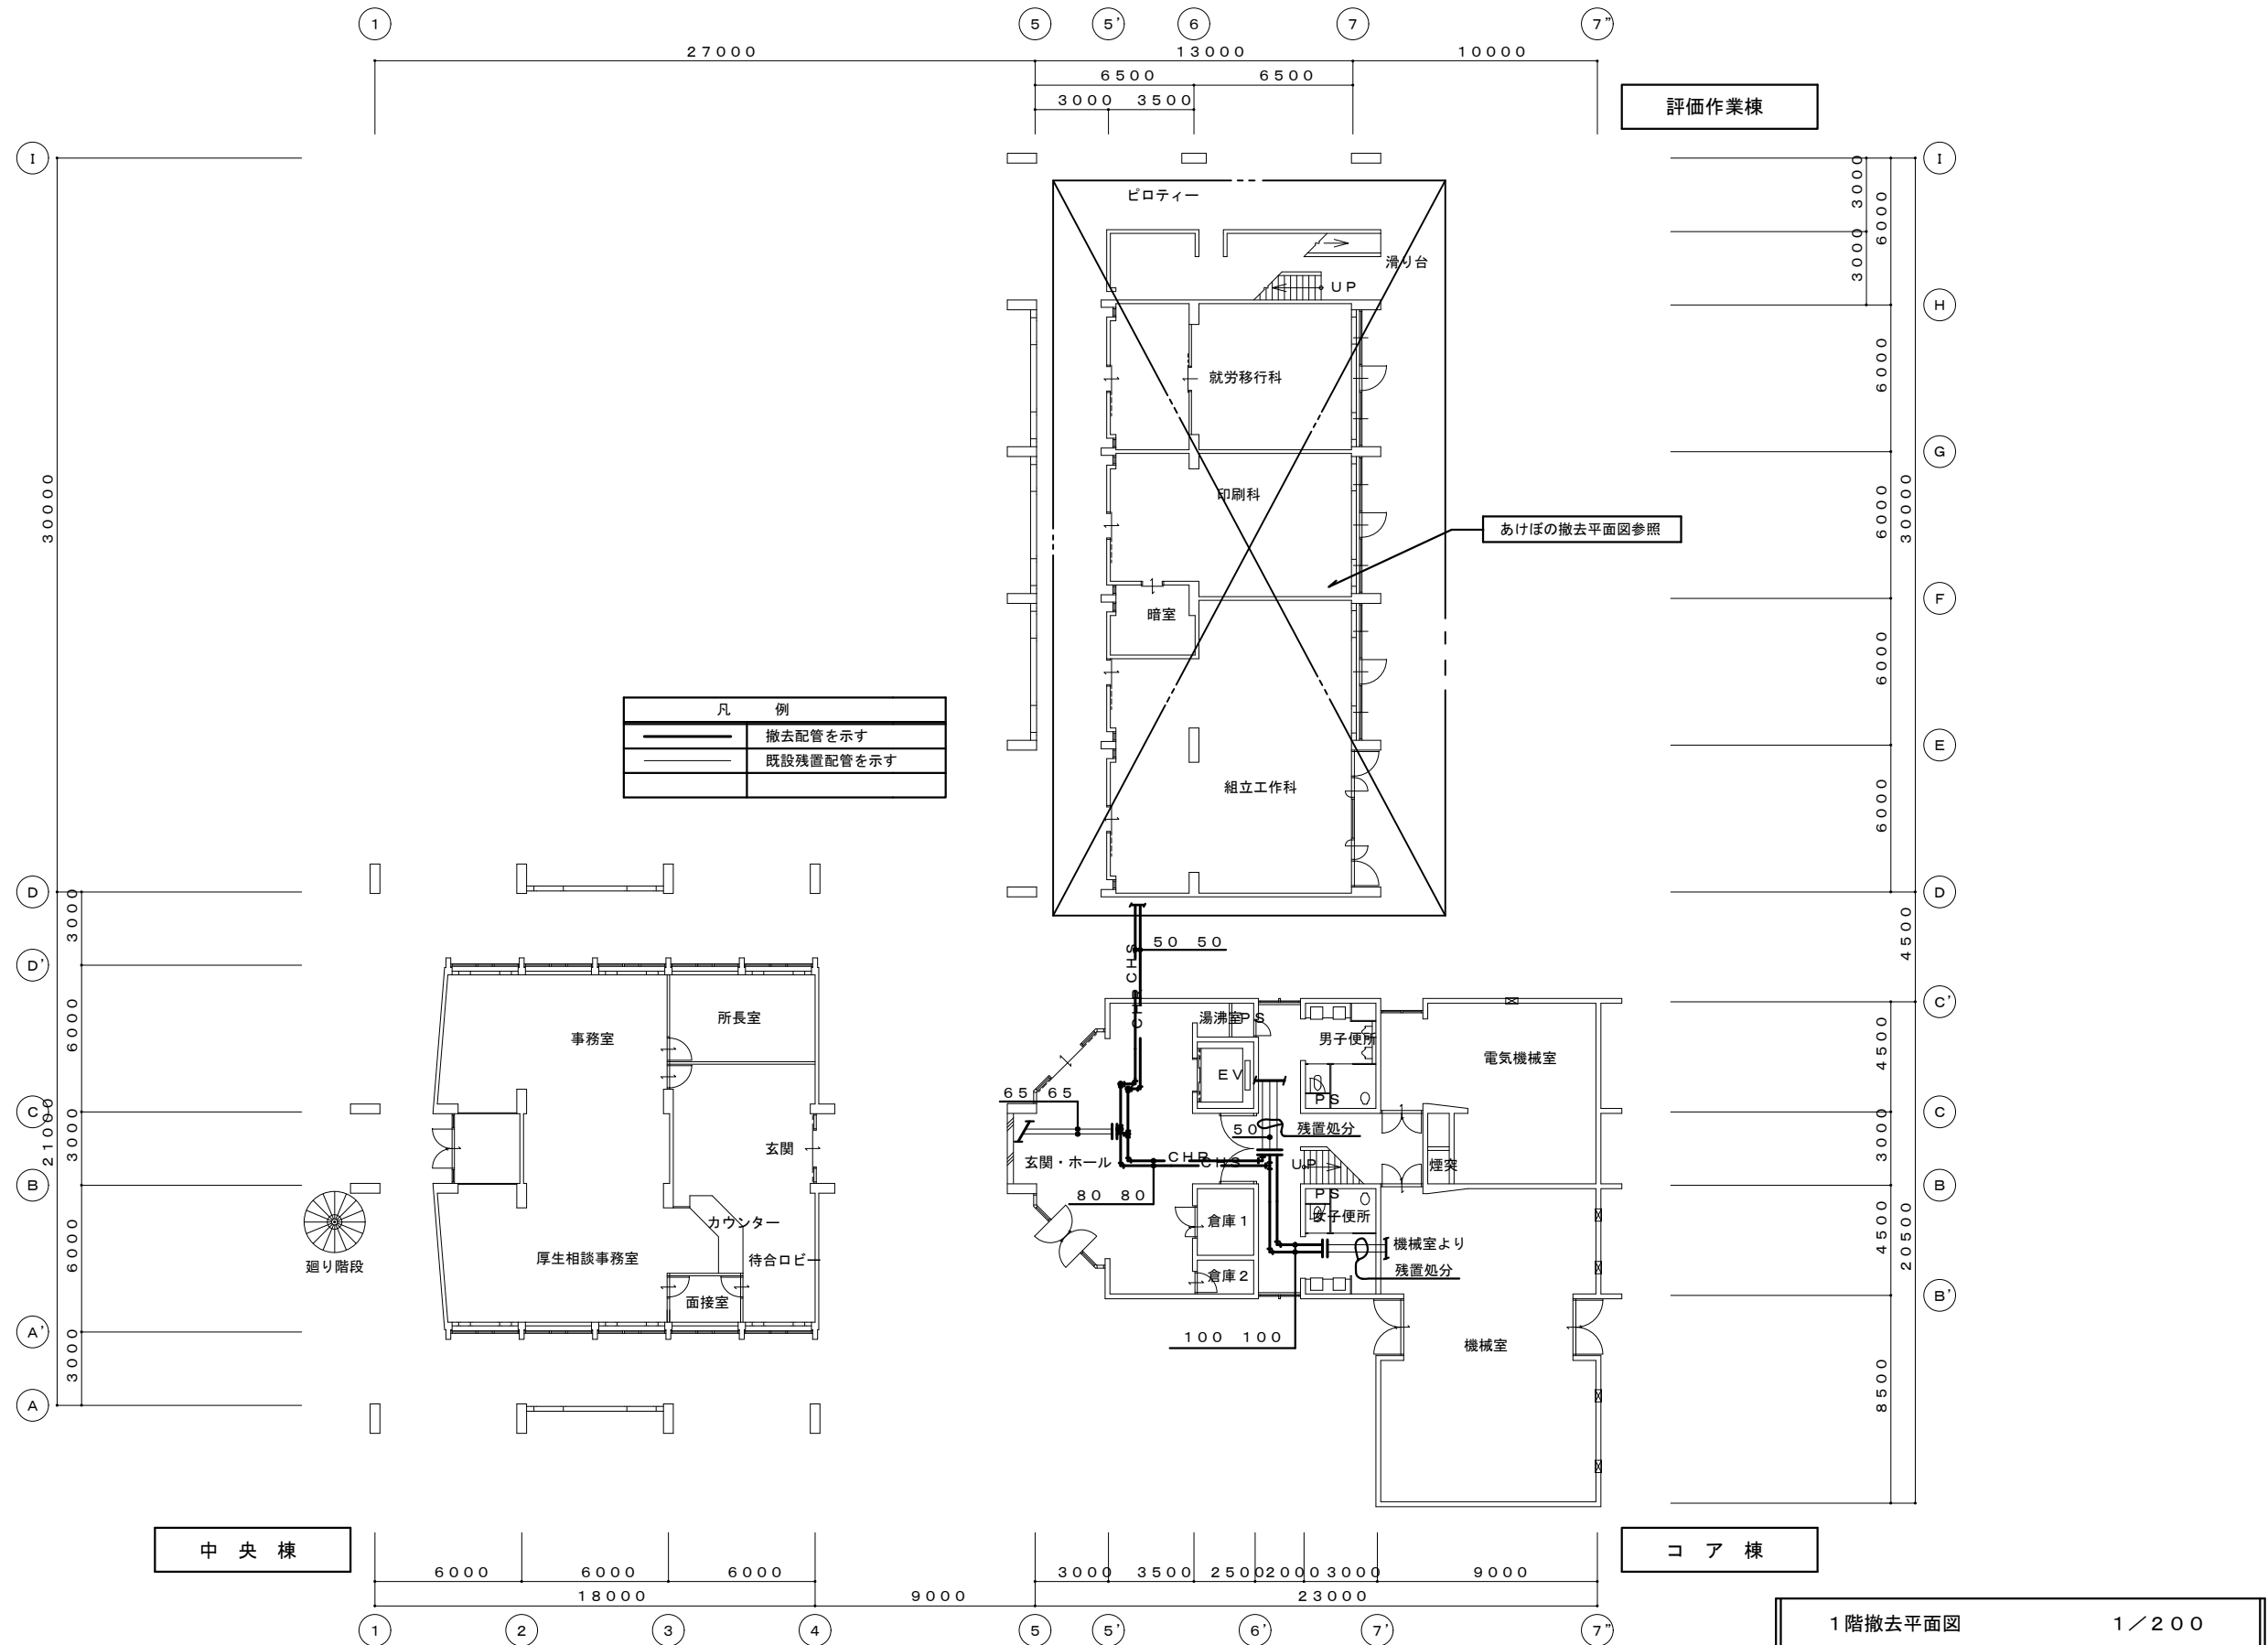 1 5 5' 6 7 7"
27000 13000 10000
6500 6500
3000 3500
評価作業棟
I I
ピロティー
3000
6000
3000
滑り台
UP
H
就労移行科
6000
G
印刷科
30000
6000
30000
あけぼの撤去平面図参照
F
暗室
6000
凡 例
撤去配管を示す
既設残置配管を示す
E
組立工作科
6000
D D
3000
4500
D'
CHS
50 50
CHR
C'
6000
事務室
所長室
湯沸室
PS
男子便所
電気機械室
4500
EV
65 65
PS
C C
21000
3000
玄関
50
残置処分
3000
玄関・ホール
CHR
CHS
UP
煙突
B B
80 80
PS
カウンター
倉庫1
女子便所
6000
4500
20500
厚生相談事務室
待合ロビー
機械室より
廻り階段
倉庫2
残置処分
面接室
B'
A'
100 100
機械室
3000
8500
A
中央棟
コア棟
6000 6000 6000 3000 3500 2500 2000 3000 9000
18000 9000 23000
1 2 3 4 5 5' 6' 7' 7"
1階撤去平面図 1/200